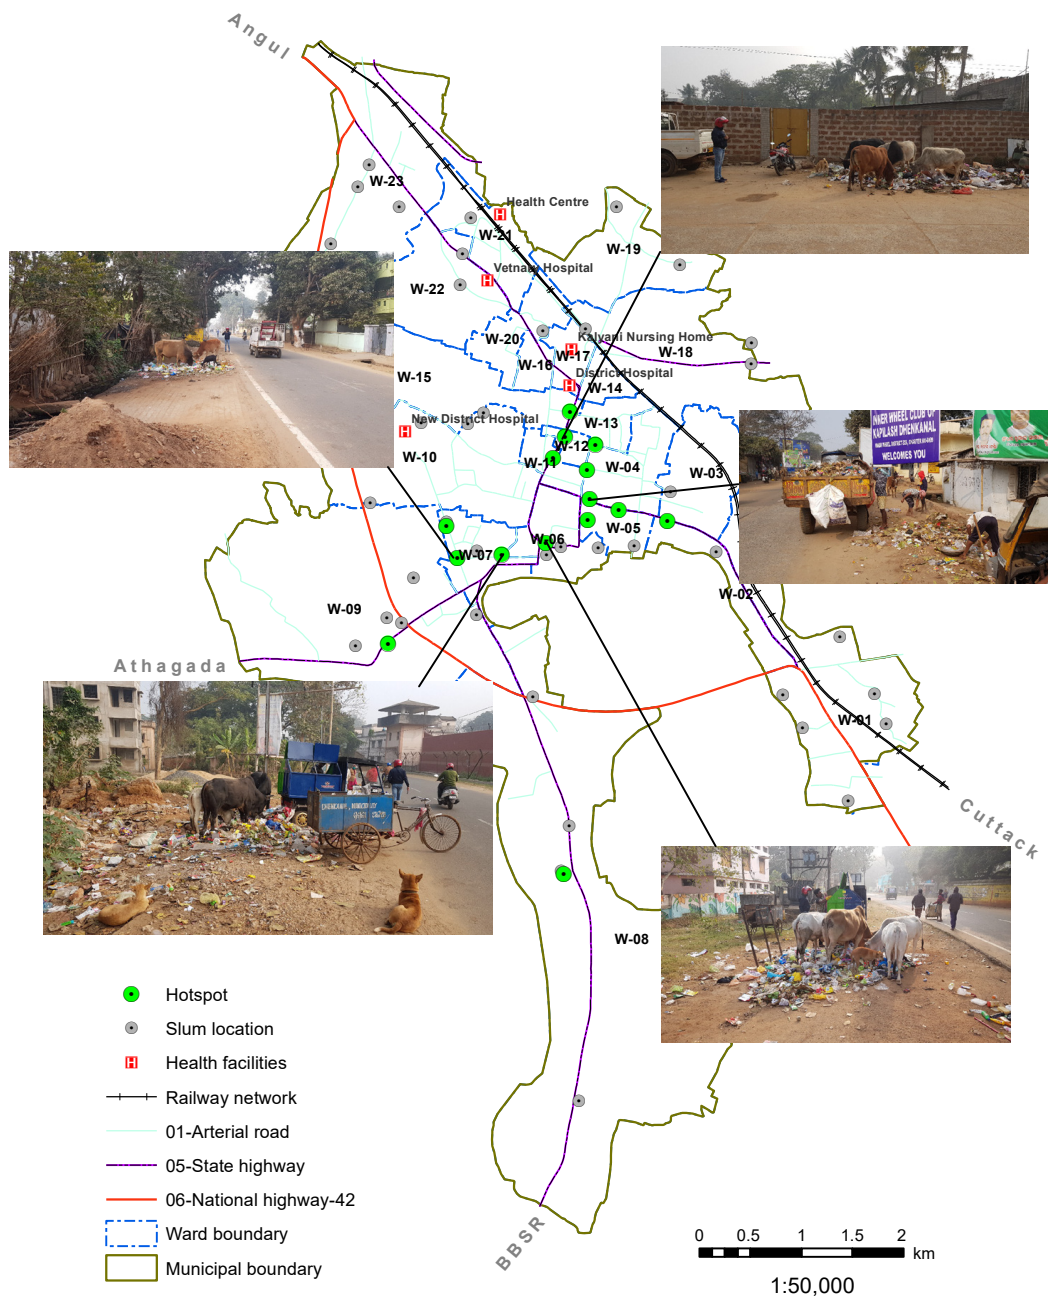 Angul
W-23
Health Centre
W-21
W-19
Vetnary Hospital
W-22
W-20
Kalyani Nursing Home
W-17
W-18
W-16
District Hospital
W-15
W-14
New District Hospital
W-13
W-12
W-10
W-11
W-04
W-03
INNER WHEEL CLUB OF
KAPILASH DHENKANAL
WELCOMES YOU
W-05
W-06
W-07
W-02
W-09
Athagada
W-01
Cuttack
W-08
BBSR
Hotspot
Slum location
Health facilities
Railway network
01-Arterial road
05-State highway
06-National highway-42
Ward boundary
Municipal boundary
0 0.5 1 1.5 2
km
1:50,000